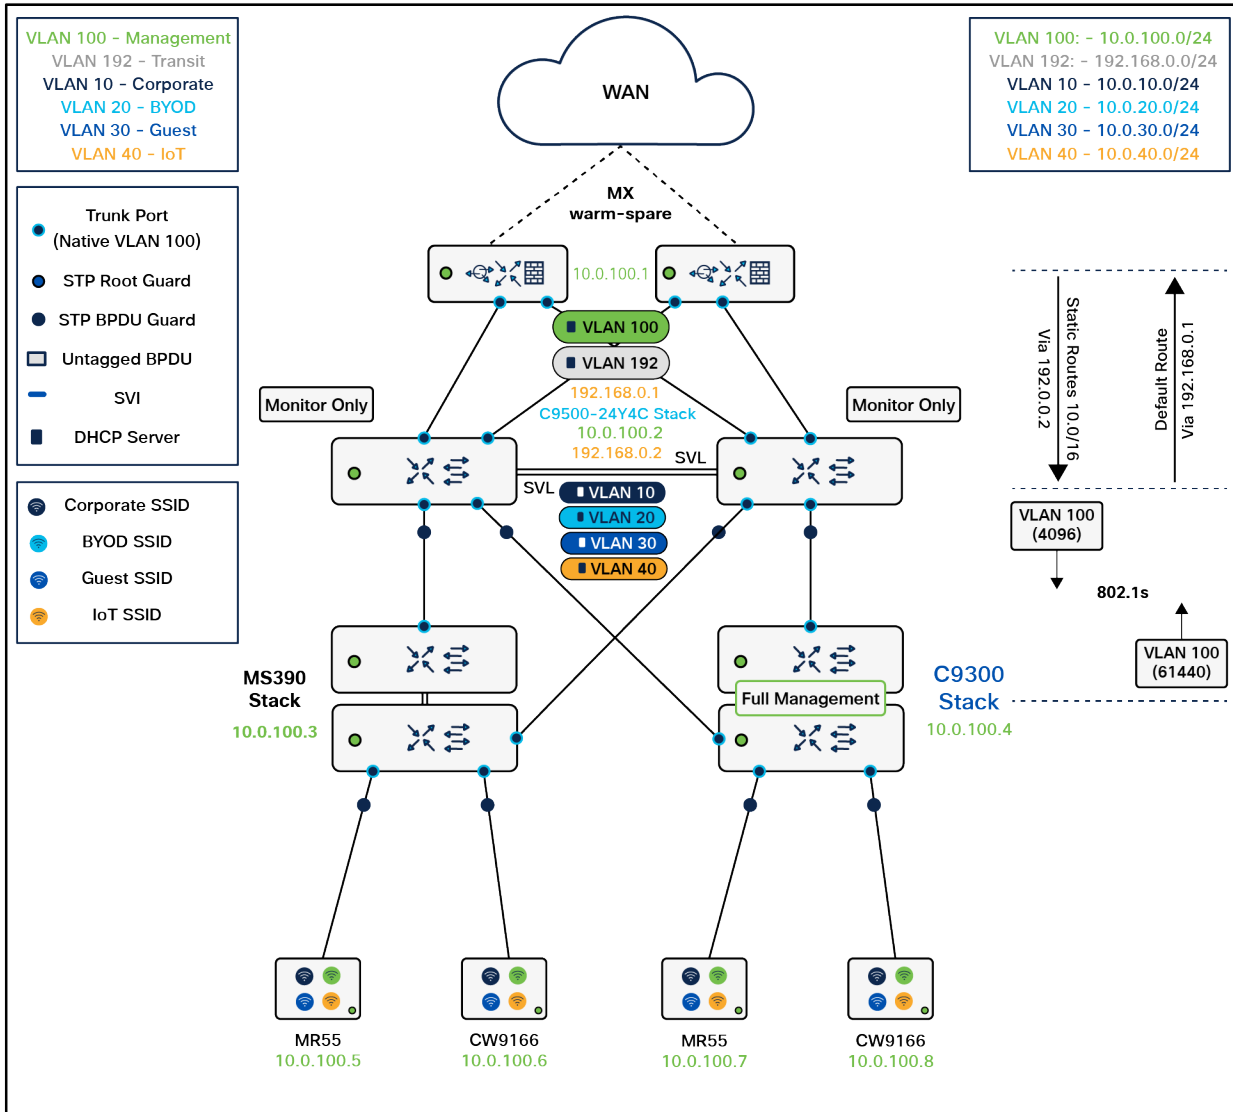 VLAN 100 - Management
VLAN 192 - Transit
VLAN 10 - Corporate
VLAN 20 - BYOD
VLAN 30 - Guest
VLAN 40 - IoT
WAN
VLAN 100: - 10.0.100.0/24
VLAN 192: - 192.168.0.0/24
VLAN 10 - 10.0.10.0/24
VLAN 20 - 10.0.20.0/24
VLAN 30 - 10.0.30.0/24
VLAN 40 - 10.0.40.0/24
Trunk Port
(Native VLAN 100)
STP Root Guard
STP BPDU Guard
Untagged BPDU
SVI
DHCP Server
Corporate SSID
BYOD SSID
Guest SSID
IoT SSID
MX
warm-spare
10.0.100.1
VLAN 100
VLAN 192
192.168.0.1
C9500-24Y4C Stack
10.0.100.2
192.168.0.2
Monitor Only
Monitor Only
SVL
SVL
VLAN 10
VLAN 20
VLAN 30
VLAN 40
Static Routes 10.0/16
Via 192.0.0.2
Default Route
Via 192.168.0.1
VLAN 100
(4096)
802.1s
VLAN 100
(61440)
MS390
Stack
10.0.100.3
Full Management
C9300
Stack
10.0.100.4
MR55
10.0.100.5
CW9166
10.0.100.6
MR55
10.0.100.7
CW9166
10.0.100.8